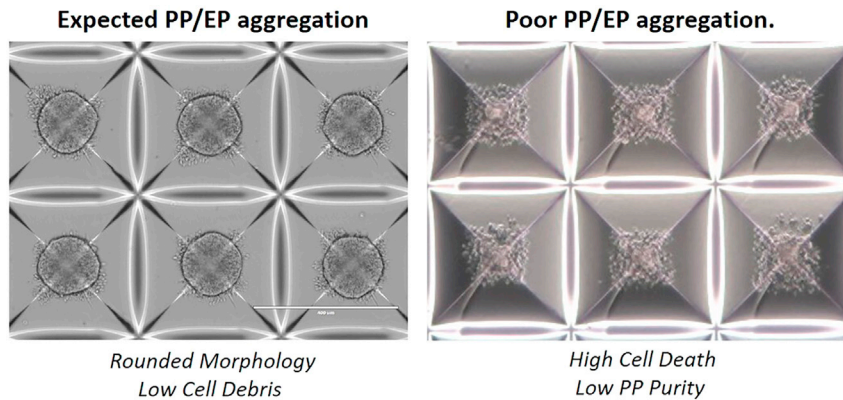 Expected PP/EP aggregation
Poor PP/EP aggregation.
Rounded Morphology
Low Cell Debris
High Cell Death
Low PP Purity